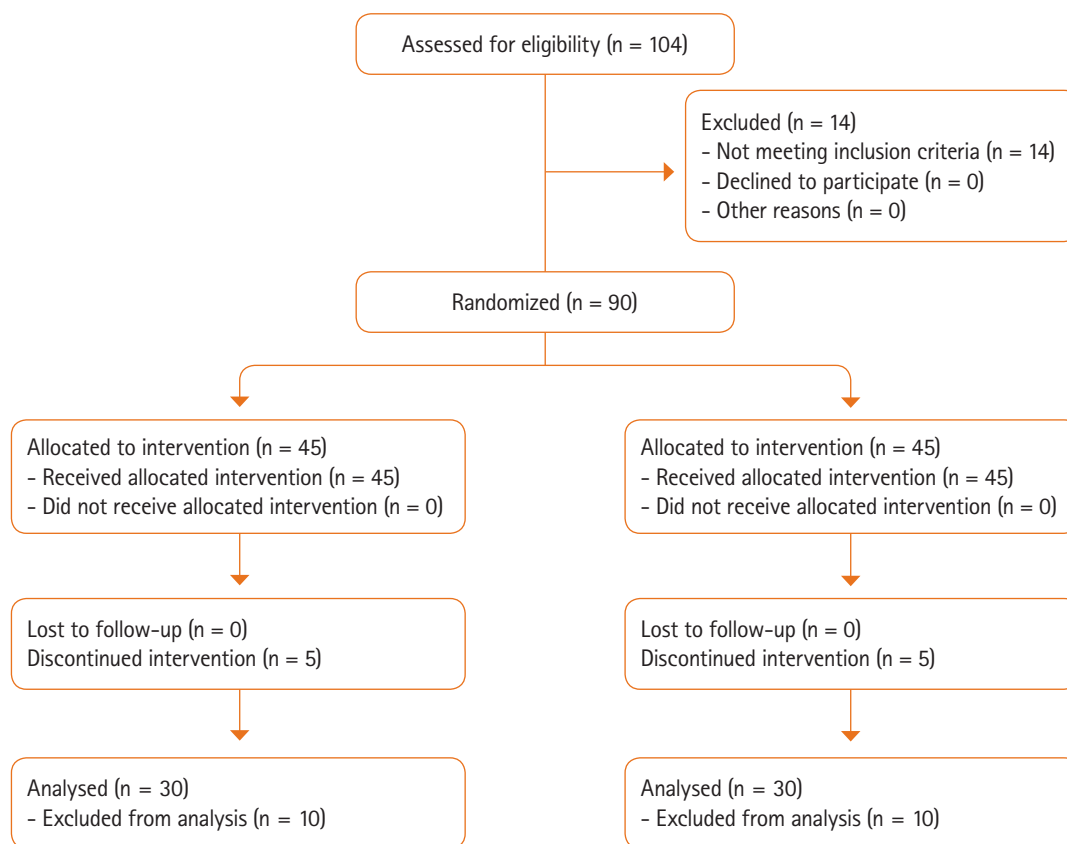 Assessed for eligibility (n = 104)
Excluded (n = 14)
- Not meeting inclusion criteria (n = 14)
- Declined to participate (n = 0)
- Other reasons (n = 0)
Randomized (n = 90)
Allocated to intervention (n = 45)
- Received allocated intervention (n = 45)
- Did not receive allocated intervention (n = 0)
Allocated to intervention (n = 45)
- Received allocated intervention (n = 45)
- Did not receive allocated intervention (n = 0)
Lost to follow-up (n = 0)
Discontinued intervention (n = 5)
Lost to follow-up (n = 0)
Discontinued intervention (n = 5)
Analysed (n = 30)
- Excluded from analysis (n = 10)
Analysed (n = 30)
- Excluded from analysis (n = 10)